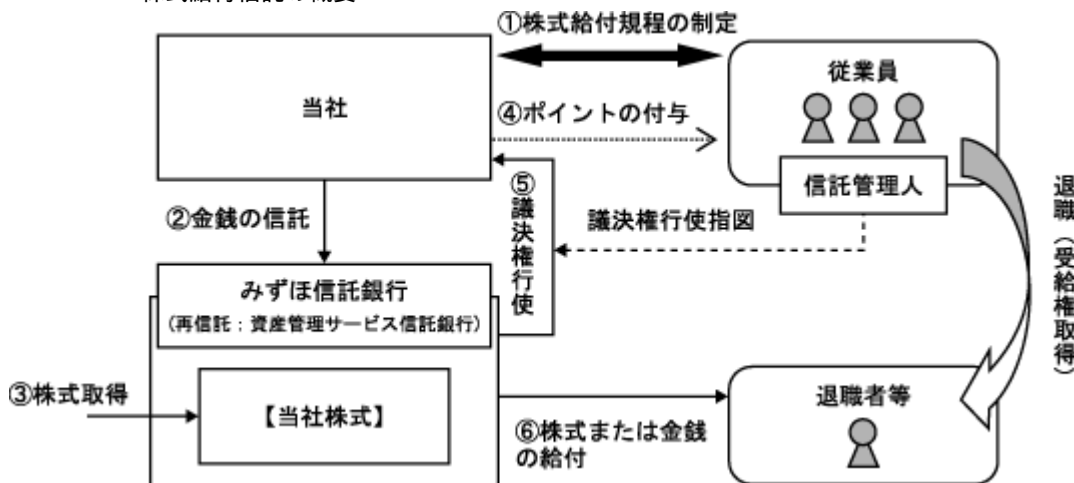 ①株式給付規程の制定
当社
従業員
④ポイントの付与
信託管理人
②金銭の信託
⑤議決権行使
議決権行使指図
退職（受給権取得）
みずほ信託銀行
（再信託：資産管理サービス信託銀行）
③株式取得
【当社株式】
退職者等
⑥株式または金銭
の給付